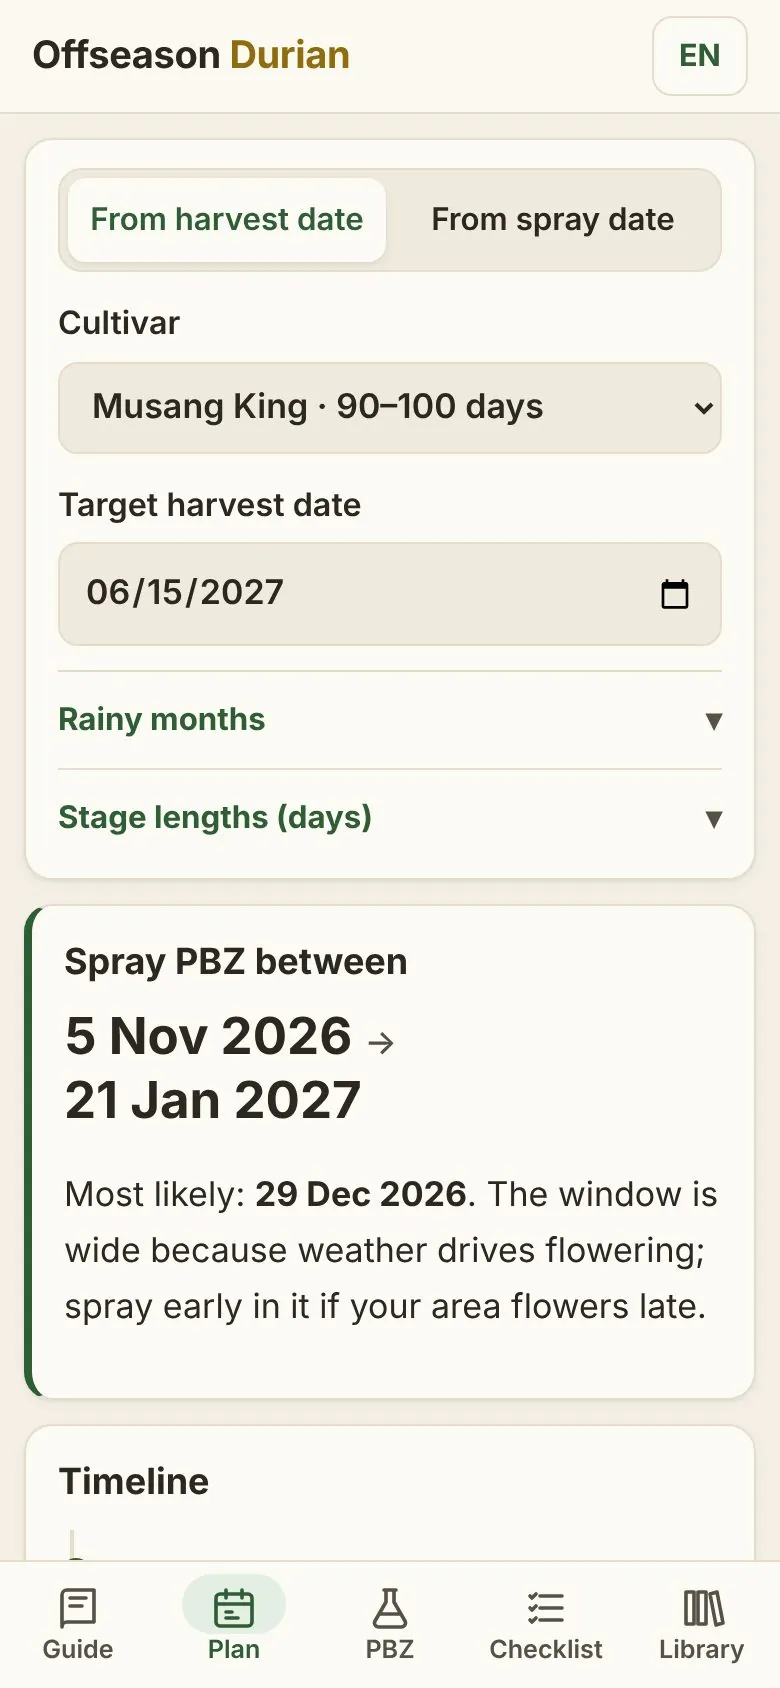 Offseason Durian
EN
From harvest date
From spray date
Cultivar
Musang King · 90–100 days
Target harvest date
06/15/2027
Rainy months
Stage lengths (days)
Spray PBZ between
5 Nov 2026 →
21 Jan 2027
Most likely: 29 Dec 2026. The window is
wide because weather drives flowering;
spray early in it if your area flowers late.
Timeline
Guide
Plan
PBZ
Checklist
Library